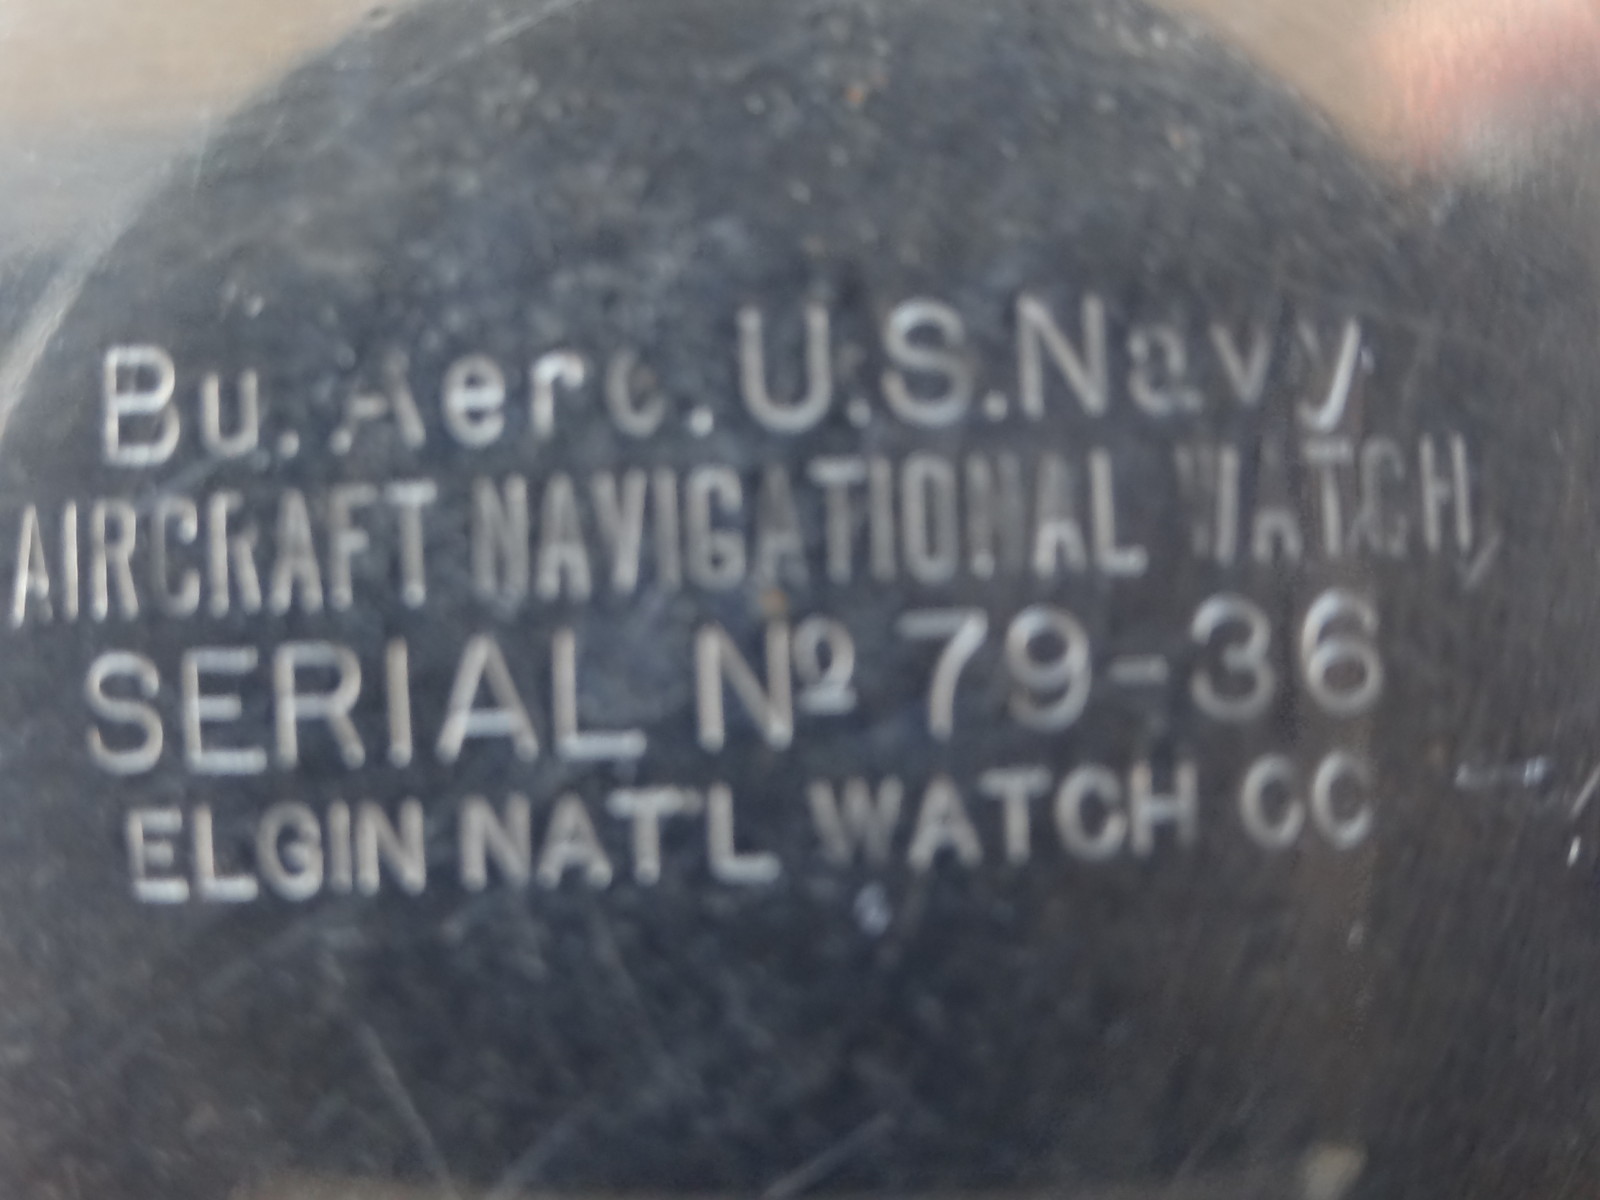 Bu. Aero. U.S.Navy
AIRCRAFT NAVIGATIONAL WATCH,
SERIAL Nº 79-36
ELGIN NAT'L WATCH CO